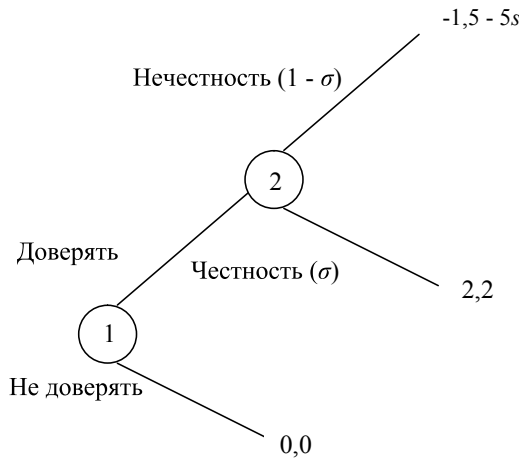 -1,5 - 5s
Нечестность (1 - σ)
2
Доверять
Честность (σ)
2,2
1
Не доверять
0,0